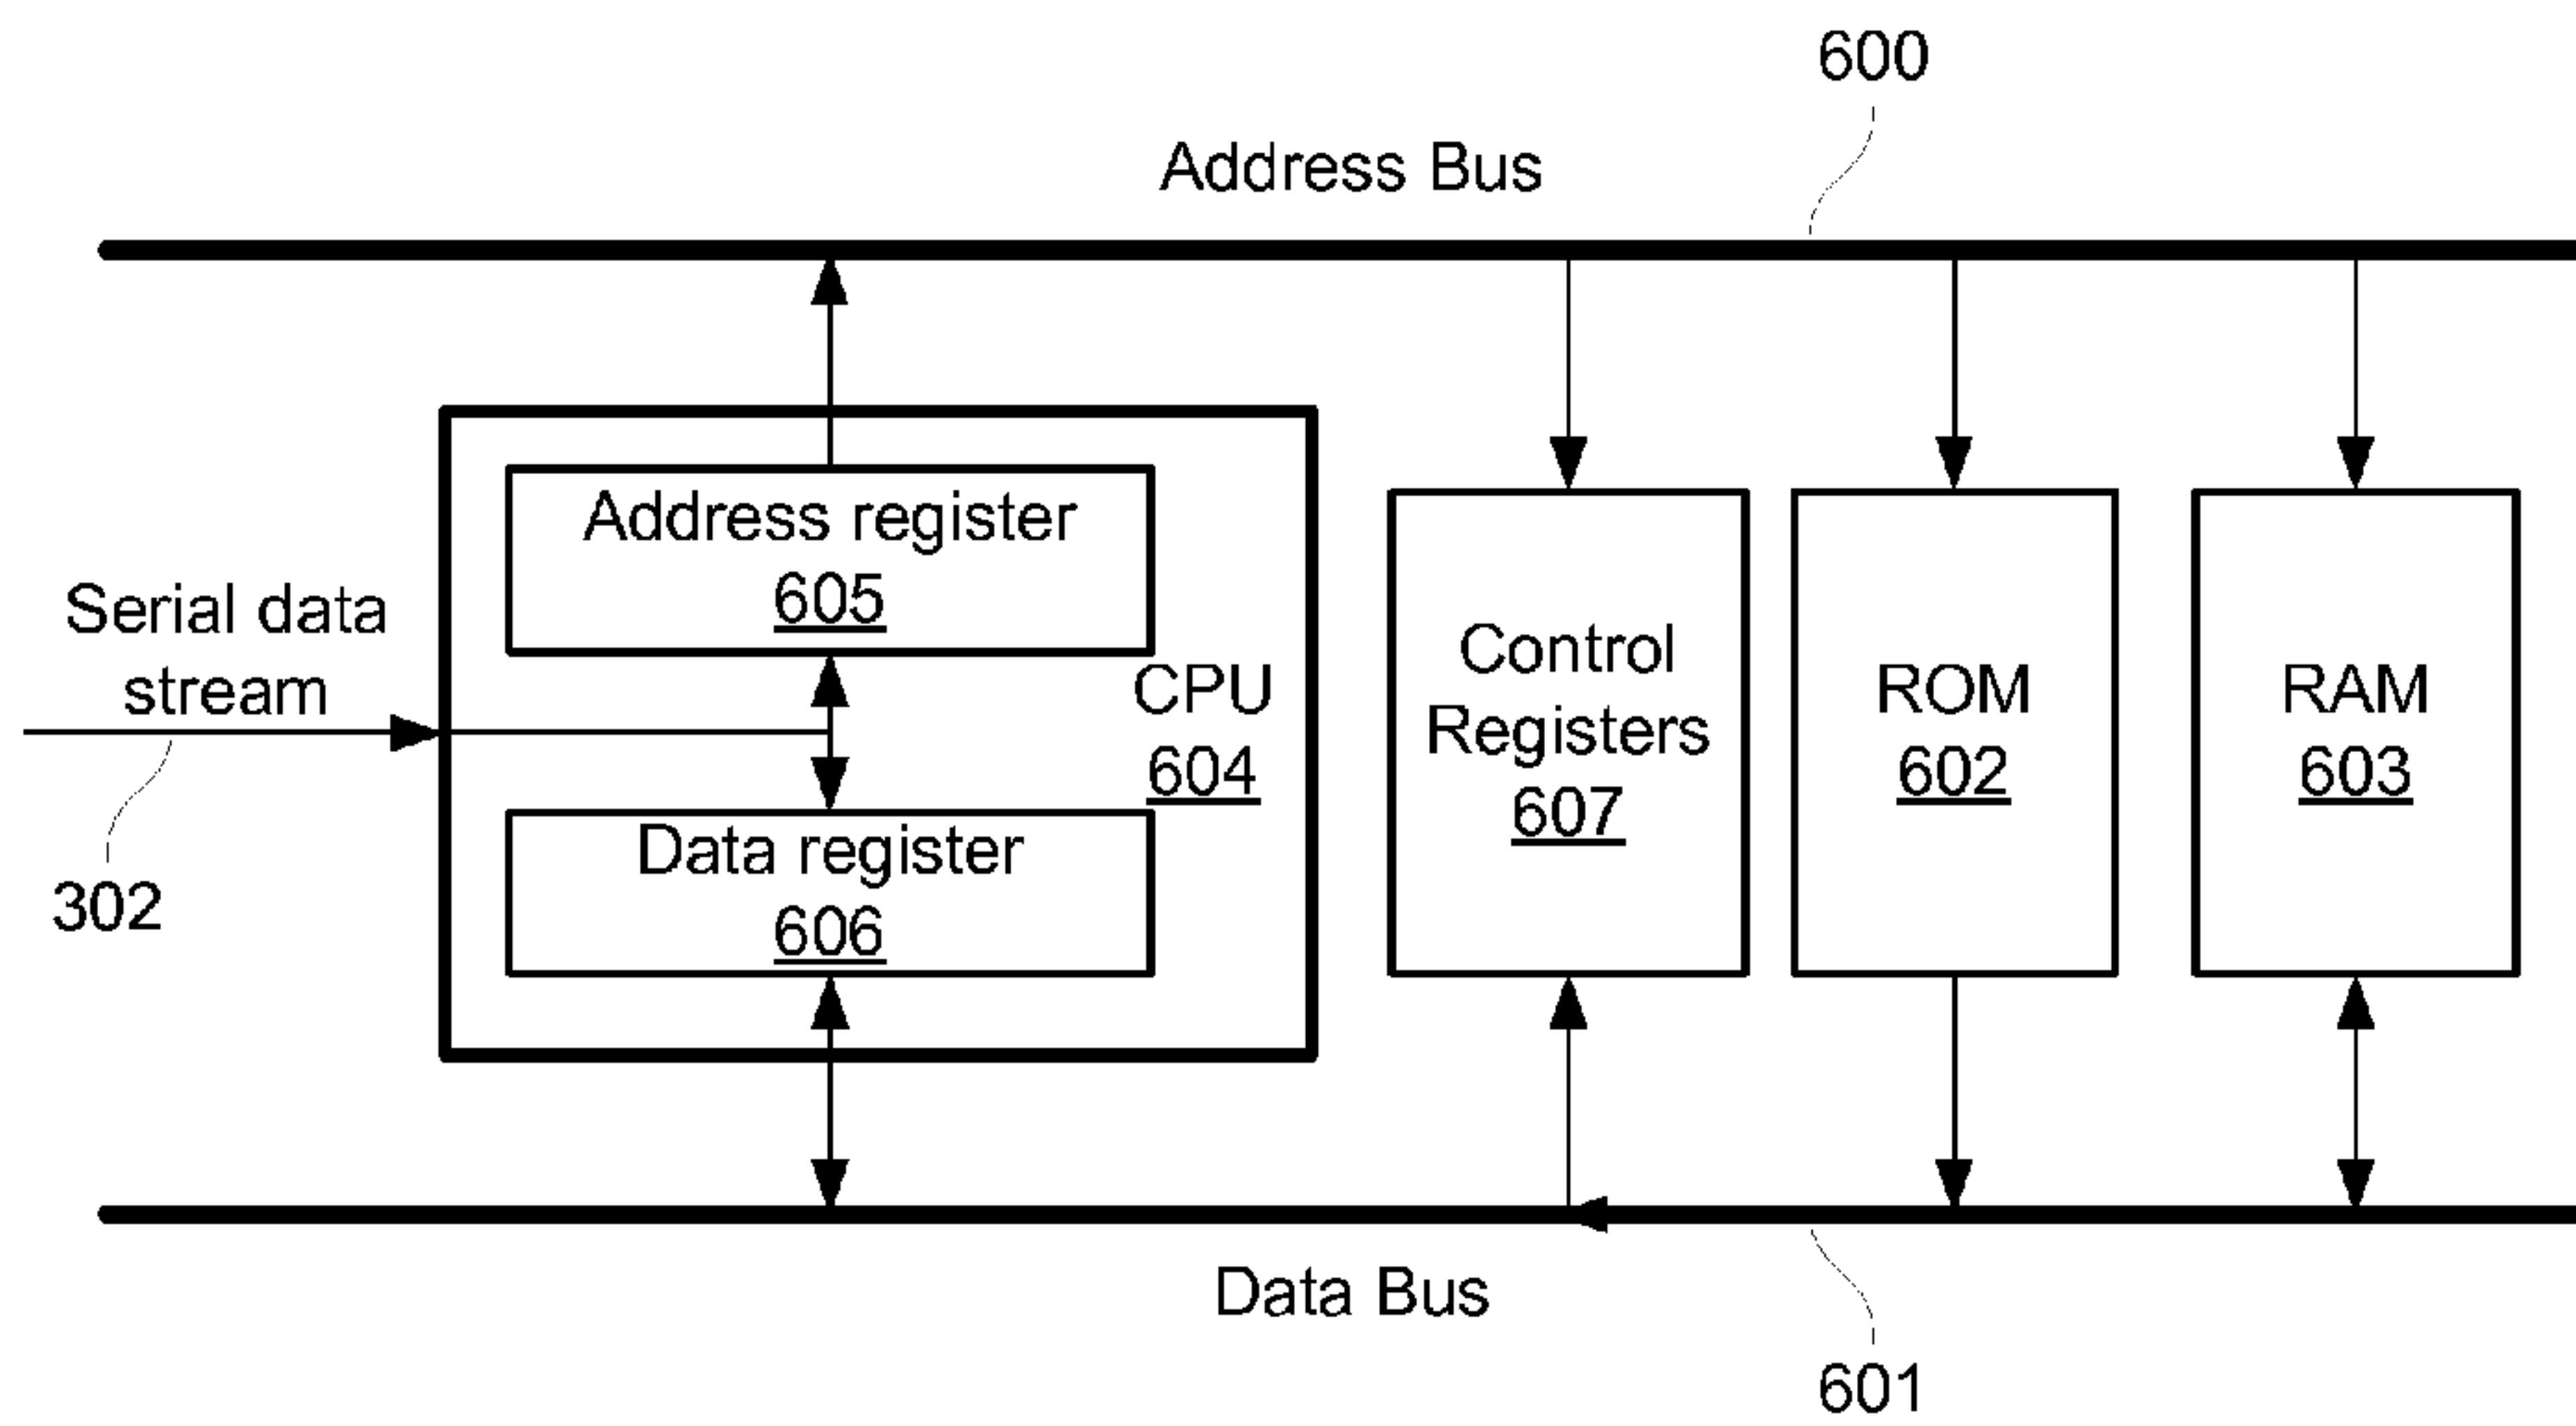 600
Address Bus
Address register
605
Serial data
stream
302
CPU
604
Data register
606
Control
Registers
607
ROM
602
RAM
603
Data Bus
601